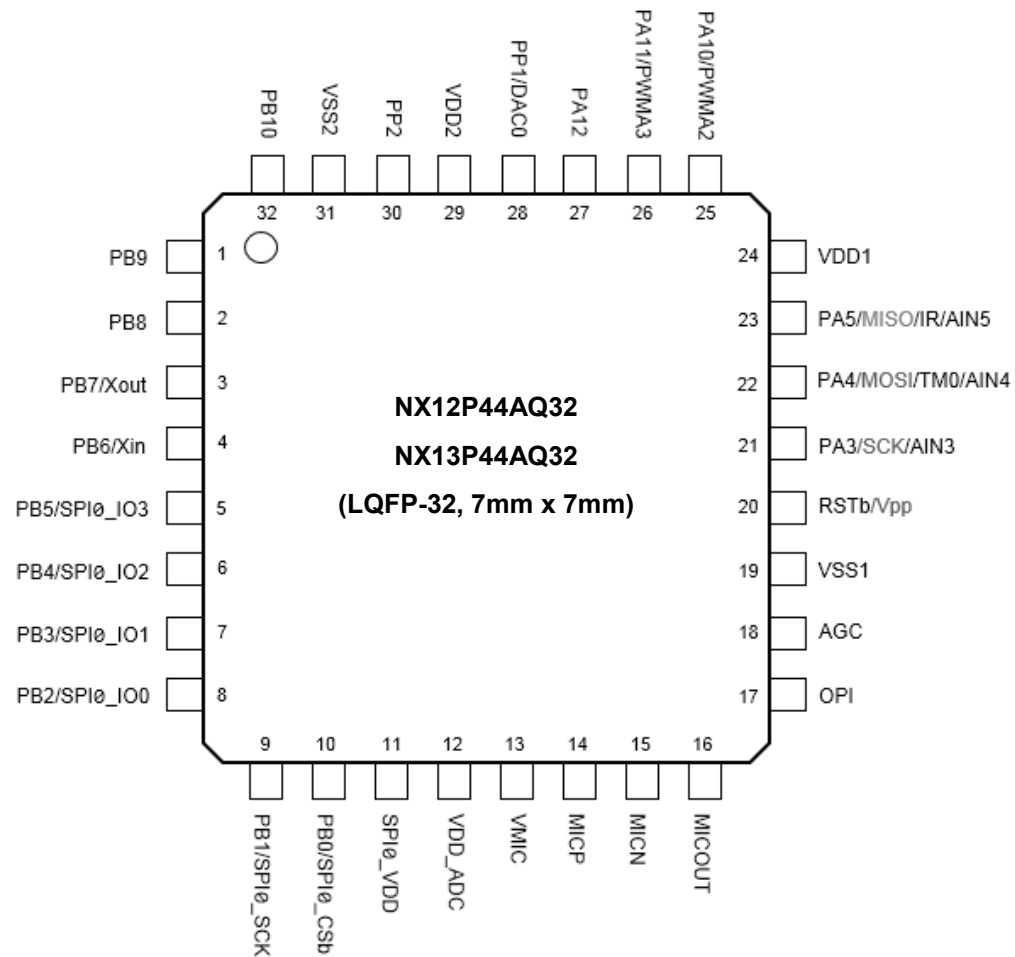 PB10
VSS2
PP2
VDD2
PP1/DAC0
PA12
PA11/PWMA3
PA10/PWMA2
32
31
30
29
28
27
26
25
PB9
1
24
VDD1
PB8
2
23
PA5/MISO/IR/AIN5
PB7/Xout
3
22
PA4/MOSI/TM0/AIN4
PB6/Xin
4
21
PA3/SCK/AIN3
PB5/SPI0_IO3
5
20
RSTb/Vpp
PB4/SPI0_IO2
6
19
VSS1
PB3/SPI0_IO1
7
18
AGC
PB2/SPI0_IO0
8
17
OPI
NX12P44AQ32
NX13P44AQ32
(LQFP-32, 7mm x 7mm)
9
10
11
12
13
14
15
16
PB1/SPI0_SCK
PB0/SPI0_CSb
SPI0_VDD
VDD_ADC
VMIC
MICP
MICN
MICOUT